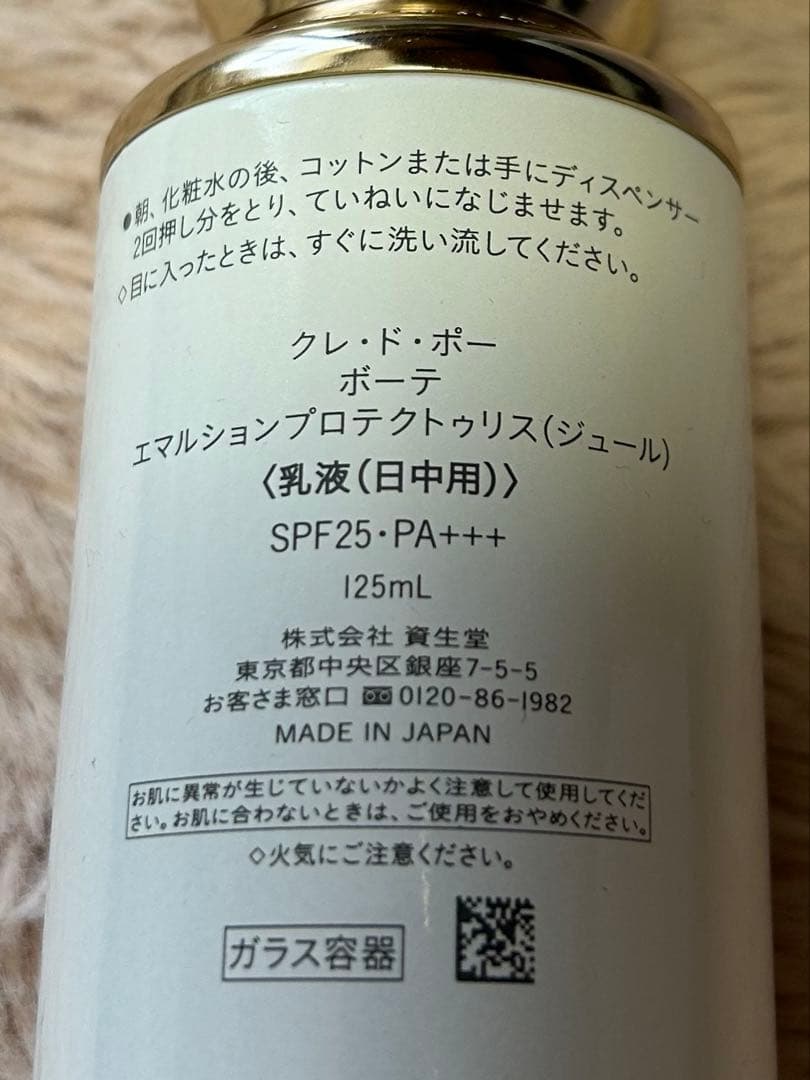 ●朝、化粧水の後、コットンまたは手にディスペンサー
2回押し分をとり、ていねいになじませます。
◇目に入ったときは、すぐに洗い流してください。
クレ・ド・ポー
ボーテ
エマルションプロテクトゥリス(ジュール)
〈乳液(日中用)〉
SPF25・PA+++
125mL
株式会社 資生堂
東京都中央区銀座7-5-5
お客さま窓口 0120-86-1982
MADE IN JAPAN
お肌に異常が生じていないかよく注意して使用してくだ
さい。お肌に合わないときは、ご使用をおやめください。
◇火気にご注意ください。
ガラス容器